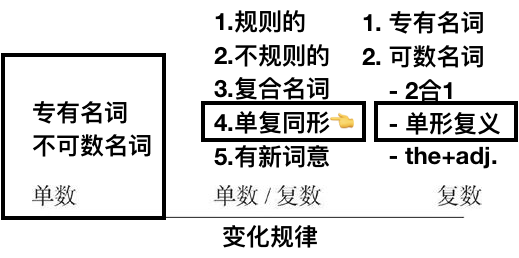 专有名词
不可数名词
单数
1.规则的
2.不规则的
3.复合名词
4.单复同形👈
5.有新词意
单数 / 复数
1. 专有名词
2. 可数名词
- 2合1
- 单形复义
- the+adj.
复数
变化规律